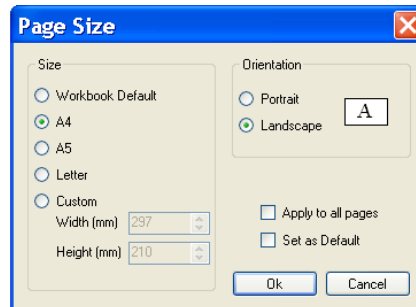 Page Size
Size
Workbook Default
A4
A5
Letter
Custom
Width (mm) 297
Height (mm) 210
Orientation
Portrait
Landscape
A
Apply to all pages
Set as Default
Ok Cancel